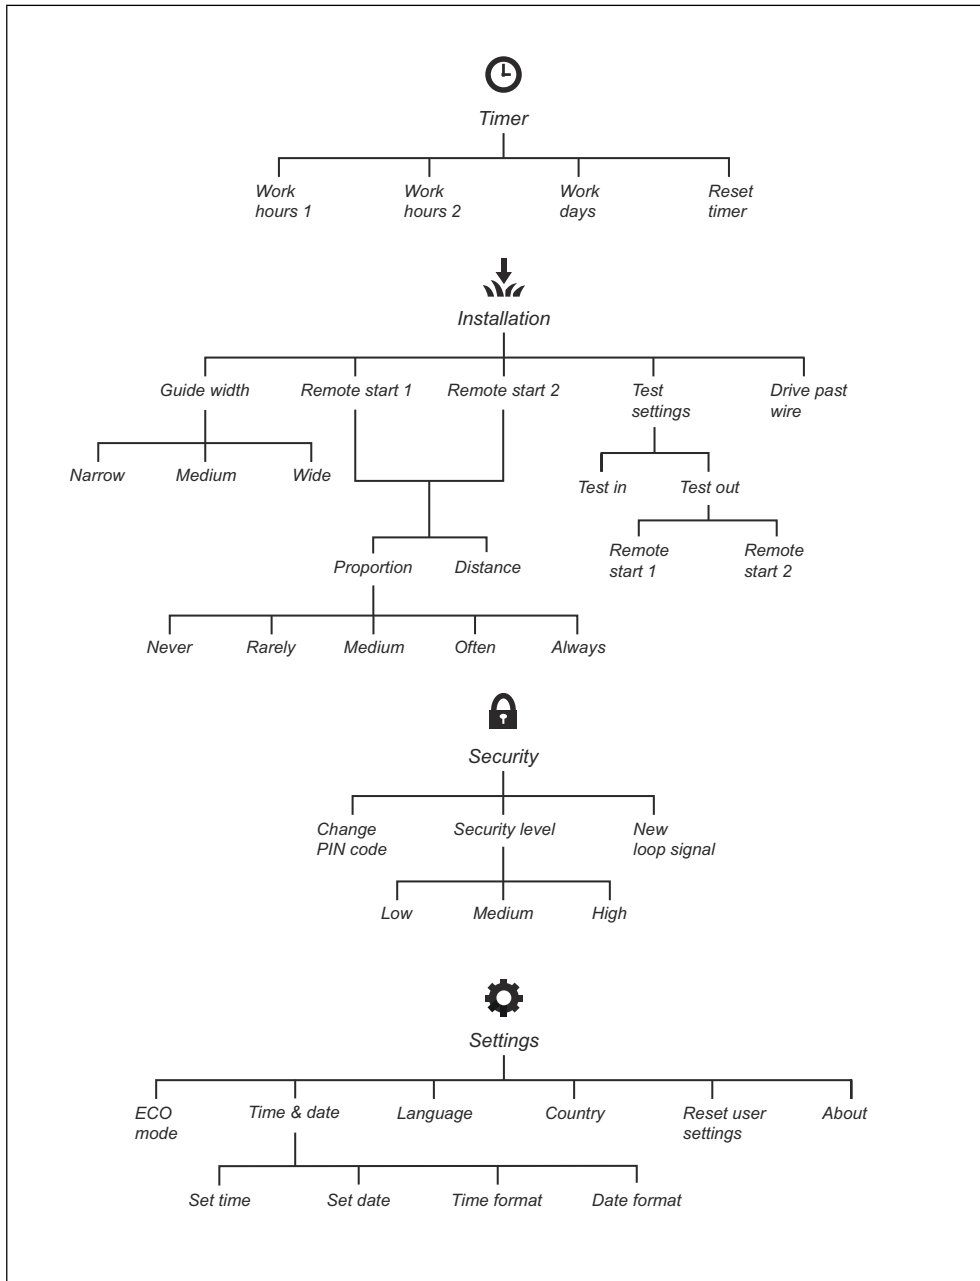 Timer
Work
hours 1
Work
hours 2
Work
days
Reset
timer
Installation
Guide width
Remote start 1
Remote start 2
Test
settings
Drive past
wire
Narrow
Medium
Wide
Test in
Test out
Remote
start 1
Remote
start 2
Proportion
Distance
Never
Rarely
Medium
Often
Always
Security
Change
PIN code
Security level
New
loop signal
Low
Medium
High
Settings
ECO
mode
Time & date
Language
Country
Reset user
settings
About
Set time
Set date
Time format
Date format